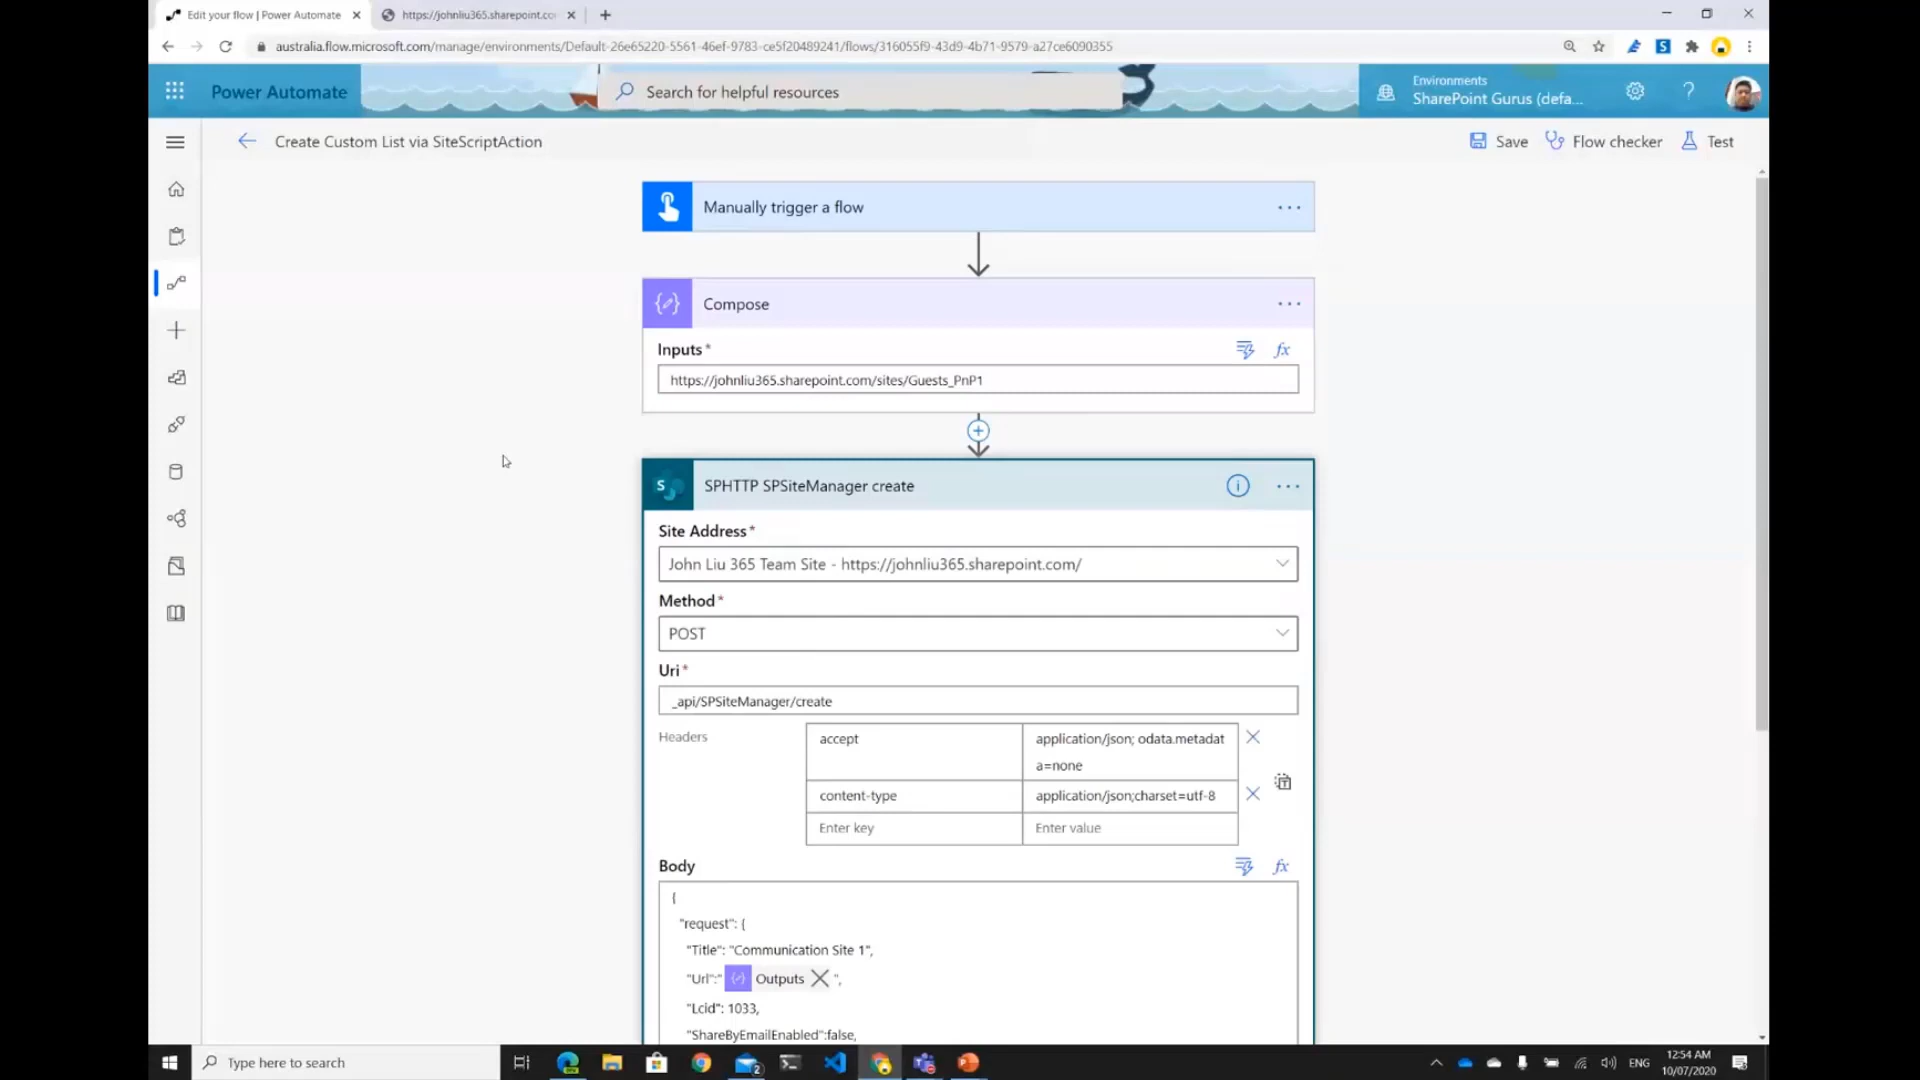 Edit your flow | Power Automate
https://johnliu365.sharepoint.co
australia.flow.microsoft.com/manage/environments/Default-26e65220-5561-46ef-9783-ce5f20489241/flows/316055f9-43d9-4b71-9579-a27ce6090355
Power Automate
Search for helpful resources
Environments
SharePoint Gurus (defa...
Create Custom List via SiteScriptAction
Save
Flow checker
Test
Manually trigger a flow
Compose
Inputs*
fx
https://johnliu365.sharepoint.com/sites/Guests_PnP1
SPHTTP SPSiteManager create
Site Address*
John Liu 365 Team Site - https://johnliu365.sharepoint.com/
Method*
POST
Uri*
_api/SPSiteManager/create
Headers
accept
application/json; odata.metadat
a=none
content-type
application/json;charset=utf-8
Enter key
Enter value
Body
fx
{
"request": {
"Title": "Communication Site 1",
"Url":" Outputs ",
"Lcid": 1033,
"ShareByEmailEnabled":false,
Type here to search
2
ENG
12:54 AM
10/07/2020